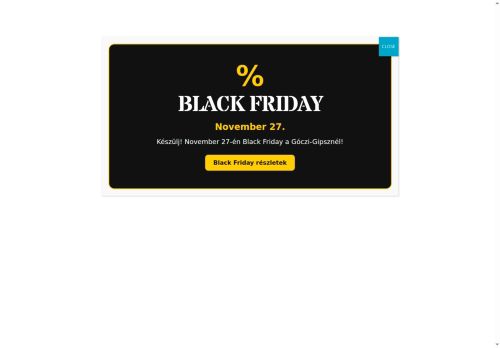 CLOSE
%
BLACK FRIDAY
November 27.
Készülj! November 27-én Black Friday a Góczi-Gipsznél!
Black Friday részletek